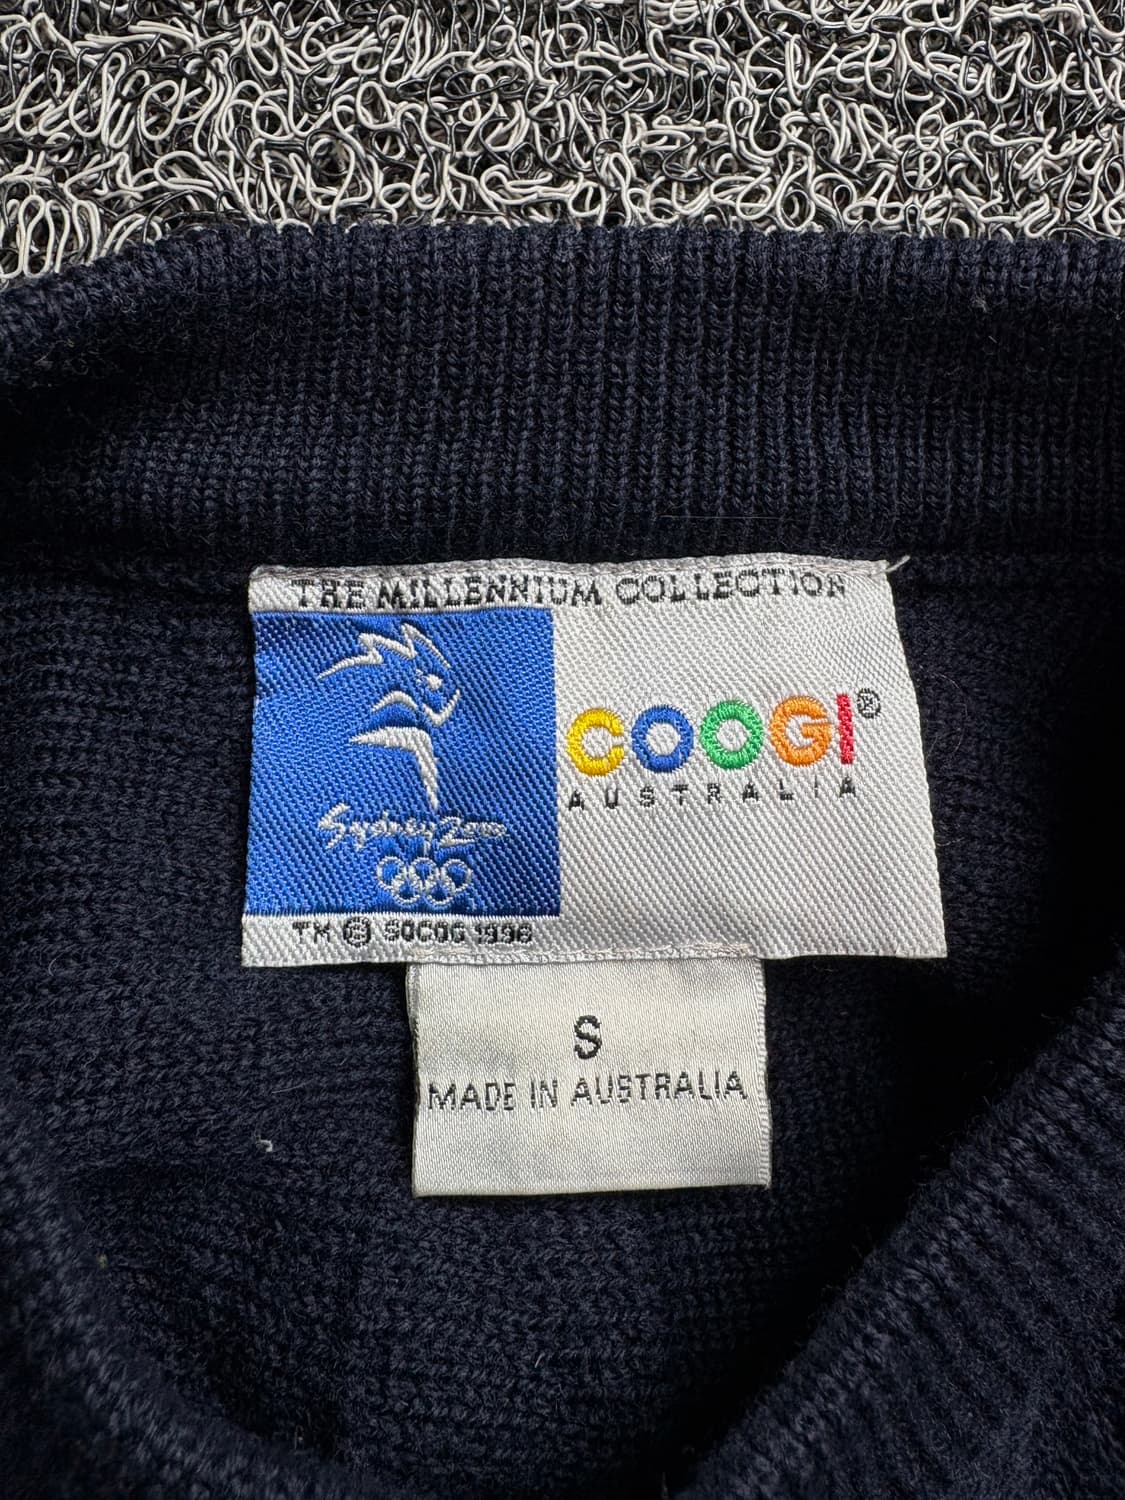 THE MILLENNIUM COLLECTION
COOGI®
AUSTRALIA
Sydney 2000
TM © SOCOG 1996
S
MADE IN AUSTRALIA